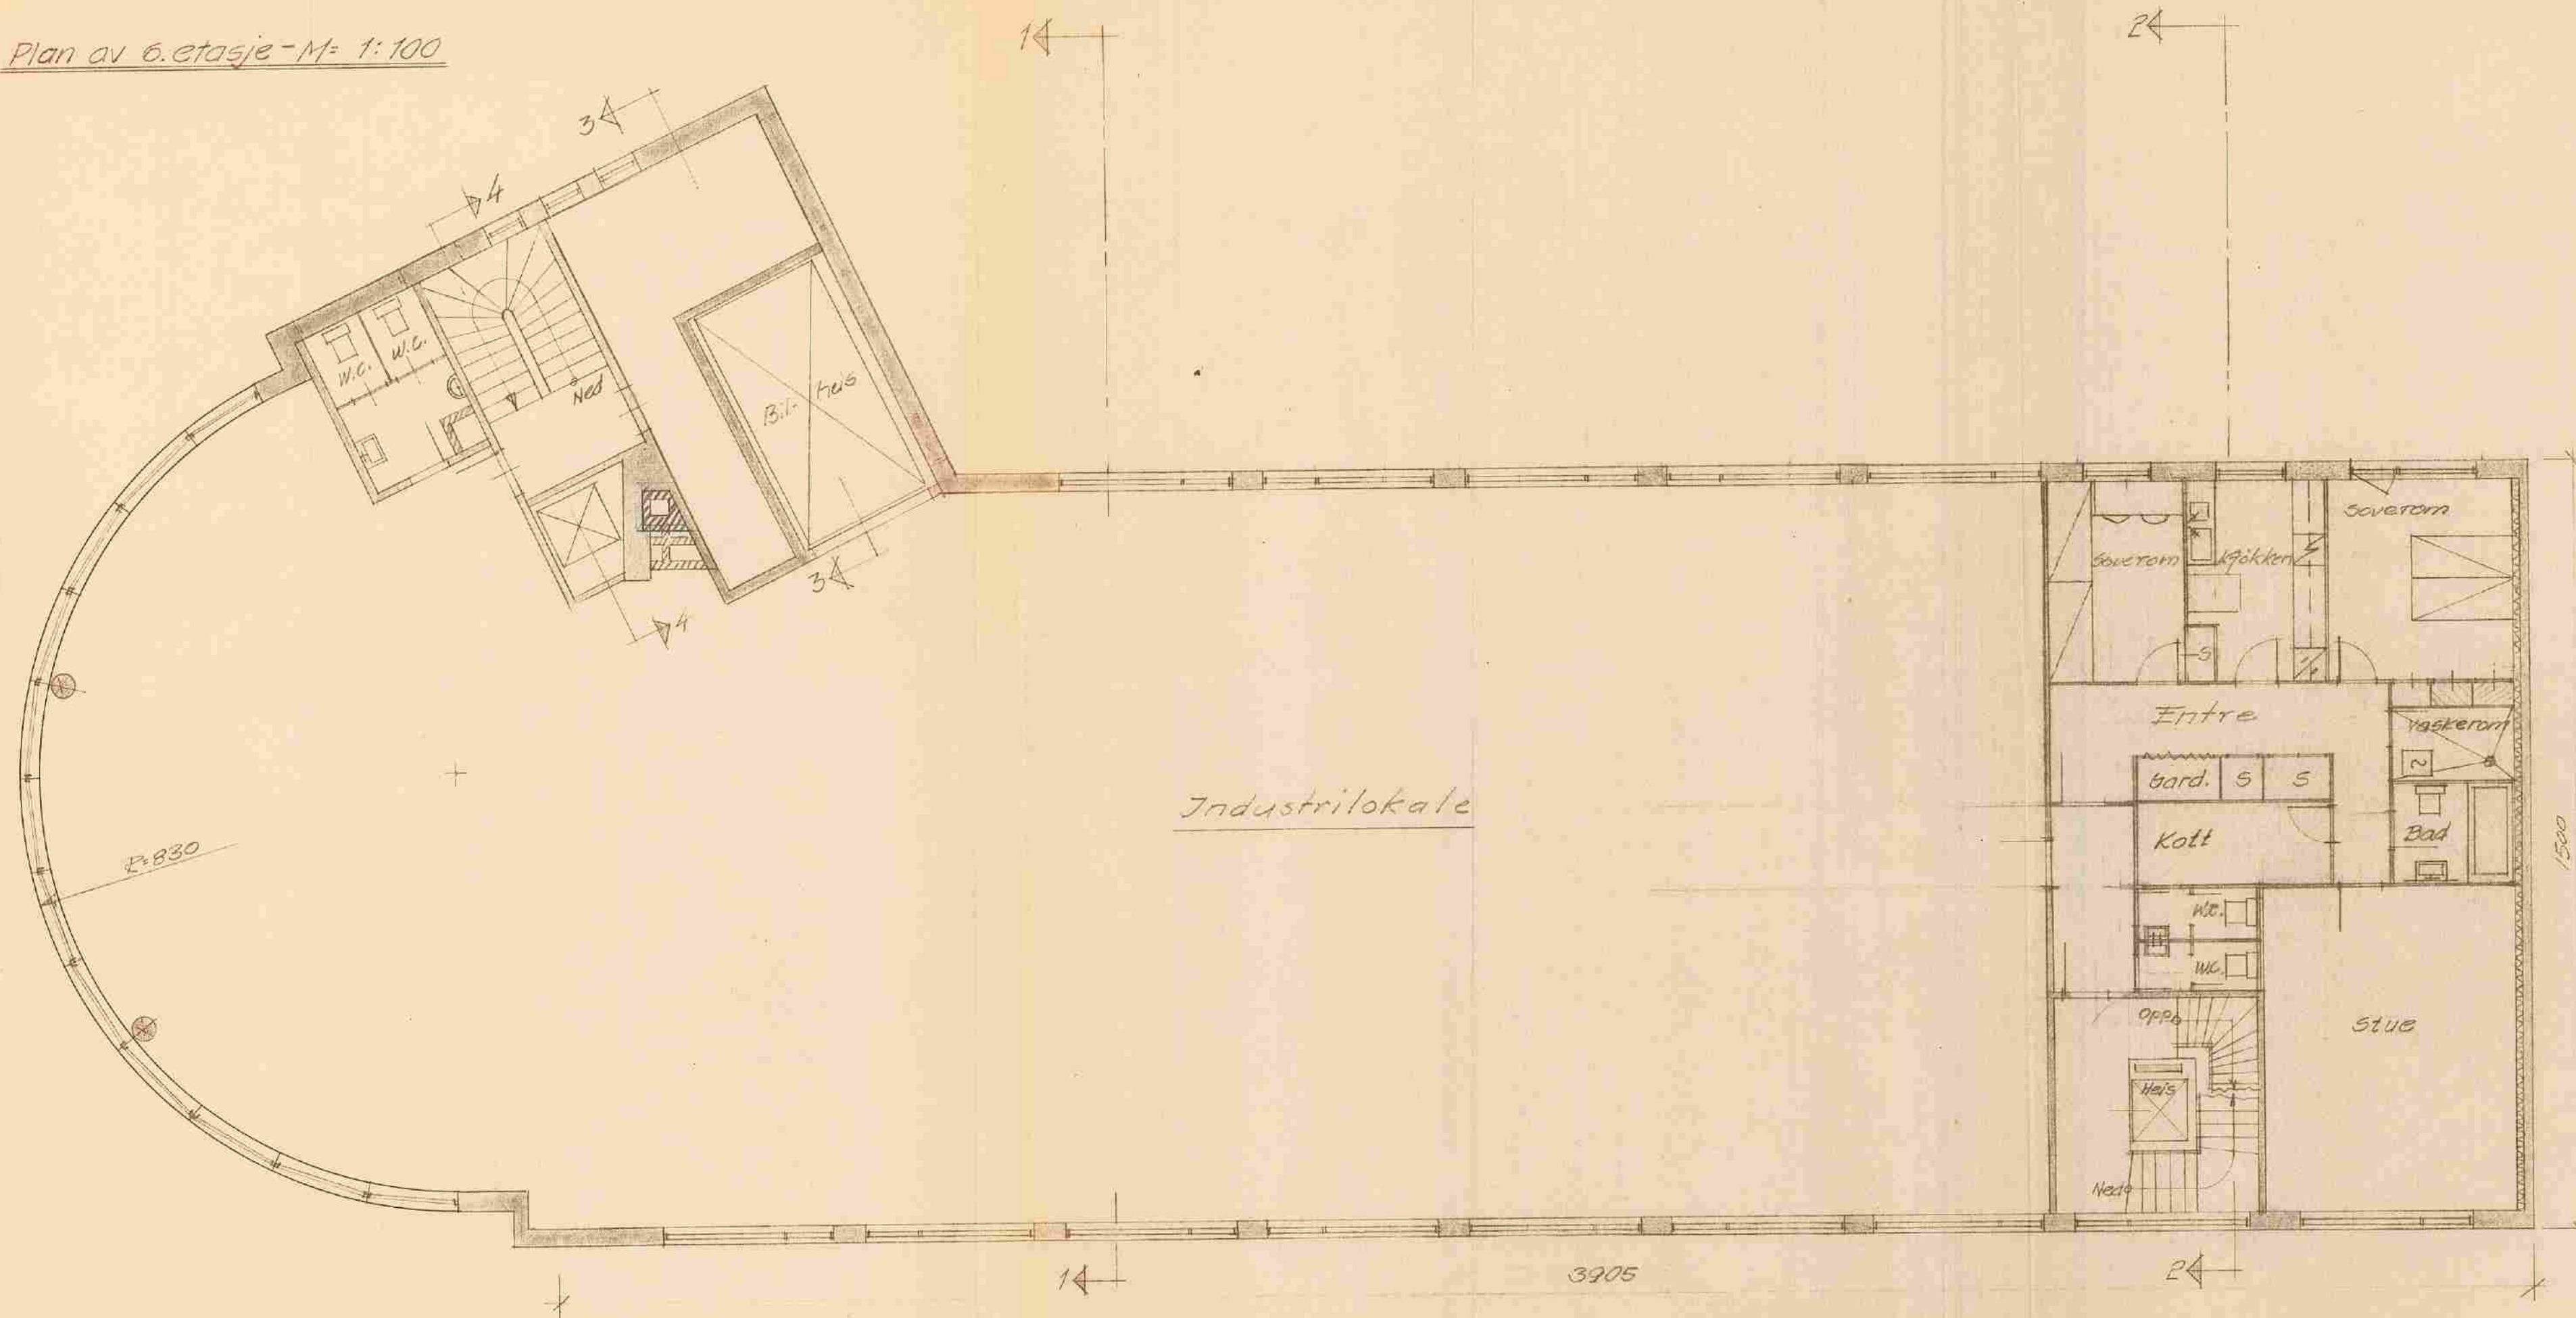 Plan av 6. etasje - M= 1:100
1
2
3
4
W.C.
W.C.
Ned
Bil-heis
3
4
Soverom
Kjökken
Soverom
S
Entre
Vaskerom
Gard.
S
S
Kott
Bad
Industrilokale
R=830
1500
W.C.
W.C.
Opp
Stue
Heis
Ned
1
3905
2